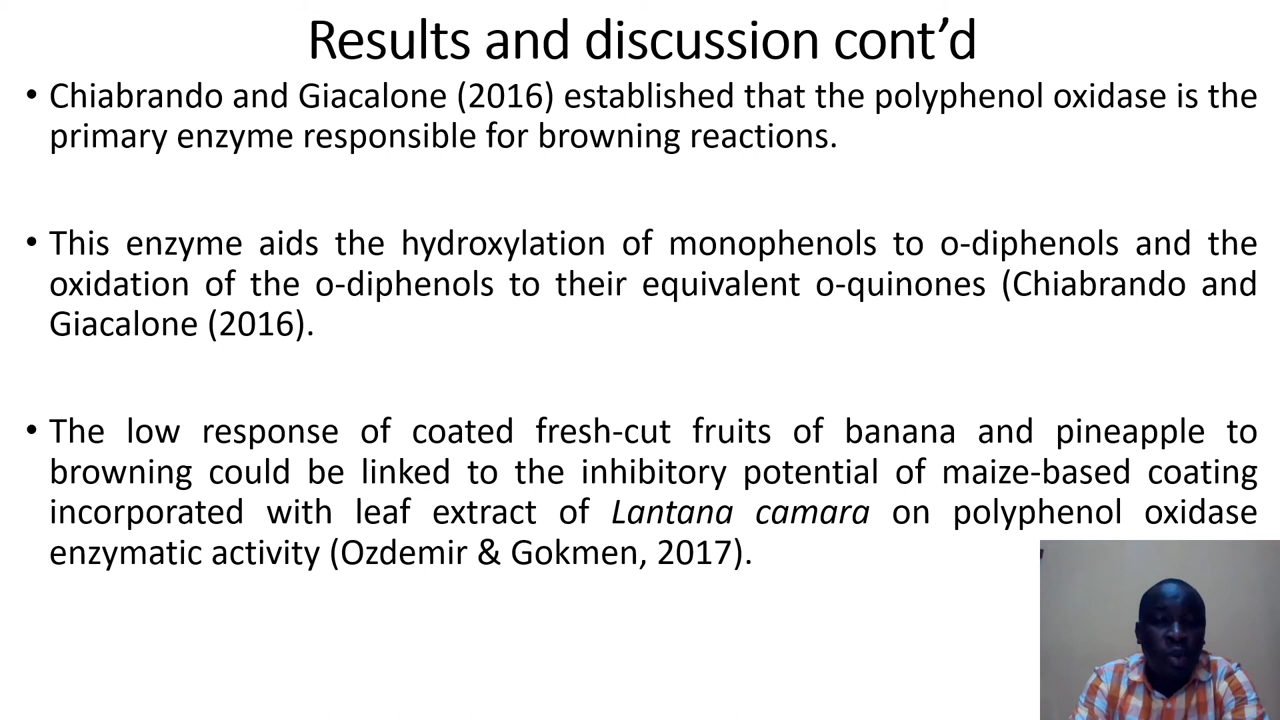 Results and discussion cont’d
• Chiabrando and Giacalone (2016) established that the polyphenol oxidase is the
primary enzyme responsible for browning reactions.
• This enzyme aids the hydroxylation of monophenols to o-diphenols and the
oxidation of the o-diphenols to their equivalent o-quinones (Chiabrando and
Giacalone (2016).
• The low response of coated fresh-cut fruits of banana and pineapple to
browning could be linked to the inhibitory potential of maize-based coating
incorporated with leaf extract of Lantana camara on polyphenol oxidase
enzymatic activity (Ozdemir & Gokmen, 2017).